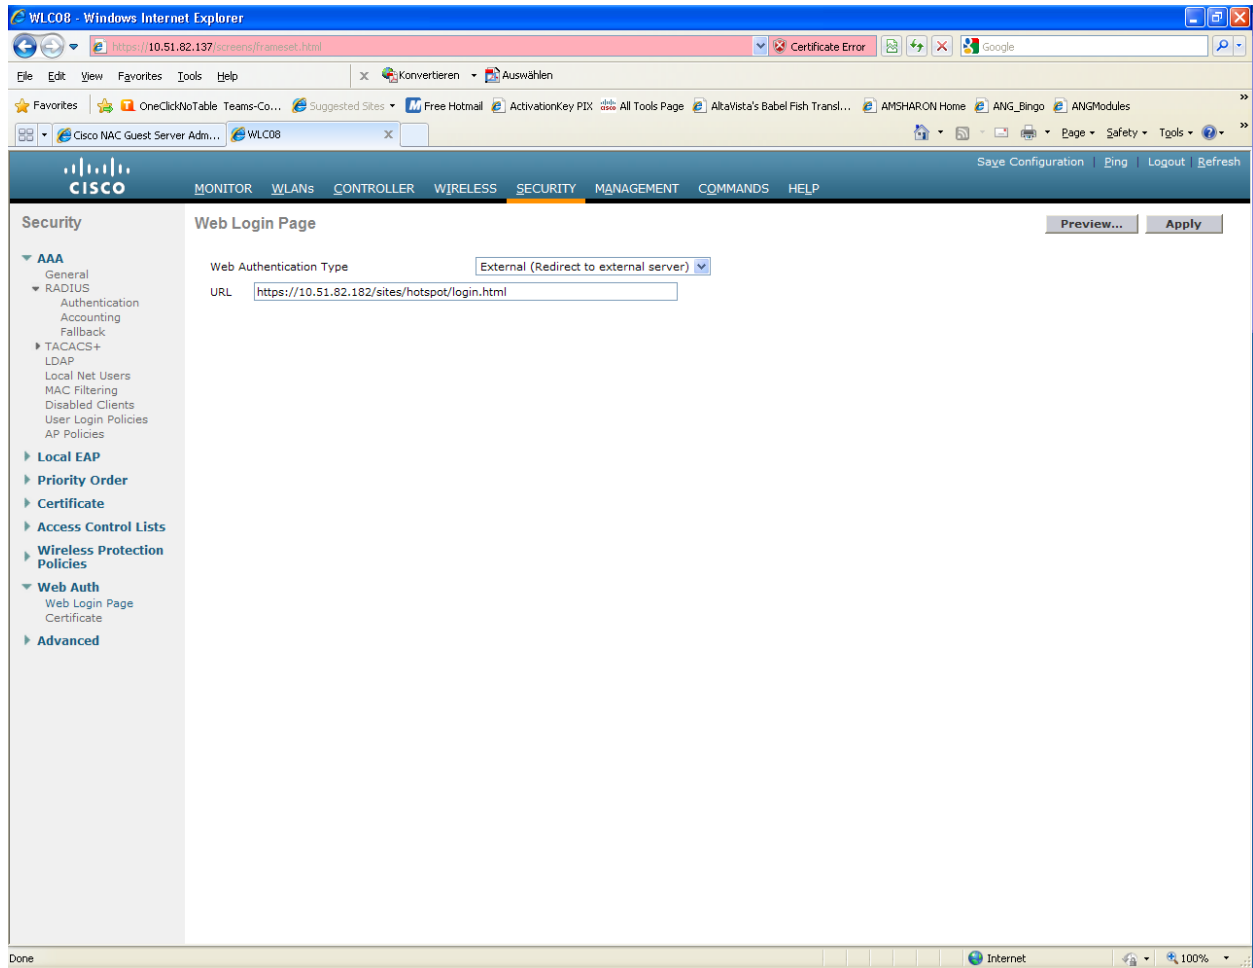 WLC08 - Windows Internet Explorer
https://10.51.82.137/screens/frameset.html Certificate Error Google
File Edit View Favorites Tools Help x Konvertieren Auswählen
Favorites OneClickNoTable Teams-Co... Suggested Sites Free Hotmail ActivationKey PIX All Tools Page AltaVista's Babel Fish Transl... AMSHARON Home ANG_Bingo ANGModules »
Cisco NAC Guest Server Adm... WLC08 x Page Safety Tools »
Save Configuration | Ping | Logout | Refresh
CISCO MONITOR WLANs CONTROLLER WIRELESS SECURITY MANAGEMENT COMMANDS HELP
Security
AAA
General
RADIUS
Authentication
Accounting
Fallback
TACACS+
LDAP
Local Net Users
MAC Filtering
Disabled Clients
User Login Policies
AP Policies
Local EAP
Priority Order
Certificate
Access Control Lists
Wireless Protection
Policies
Web Auth
Web Login Page
Certificate
Advanced
Web Login Page Preview... Apply
Web Authentication Type External (Redirect to external server)
URL https://10.51.82.182/sites/hotspot/login.html
Done Internet 100%